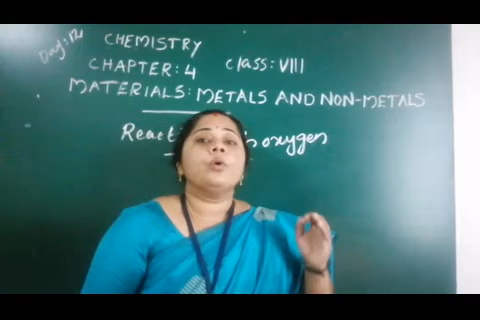 CHEMISTRY
CHAPTER: 4 Class: VIII
MATERIALS: METALS AND NON-METALS
oxygen